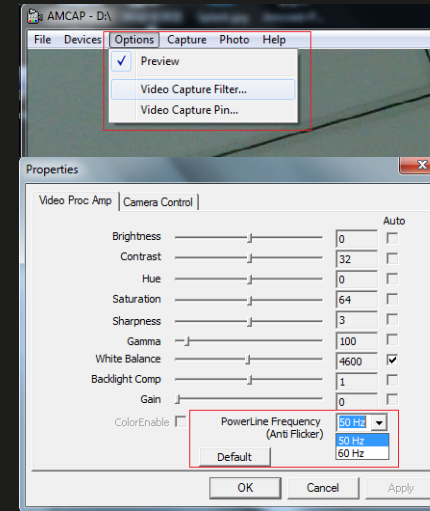 AMCAP - D:\
File Devices Options Capture Photo Help
Preview
Video Capture Filter...
Video Capture Pin...
Properties
Video Proc Amp Camera Control
Auto
Brightness 0
Contrast 32
Hue 0
Saturation 64
Sharpness 3
Gamma 100
White Balance 4600
Backlight Comp 1
Gain 0
ColorEnable PowerLine Frequency 50 Hz
(Anti Flicker)
50 Hz
60 Hz
Default
OK Cancel Apply